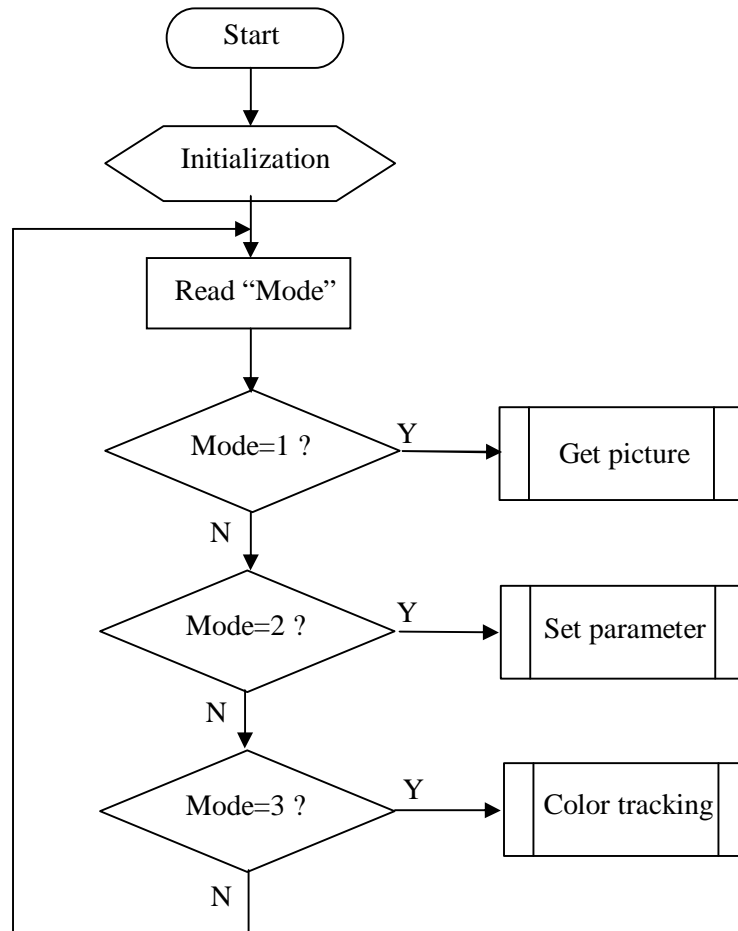 Start
Initialization
Read “Mode”
Mode=1 ?
Y
Get picture
N
Mode=2 ?
Y
Set parameter
N
Mode=3 ?
Y
Color tracking
N